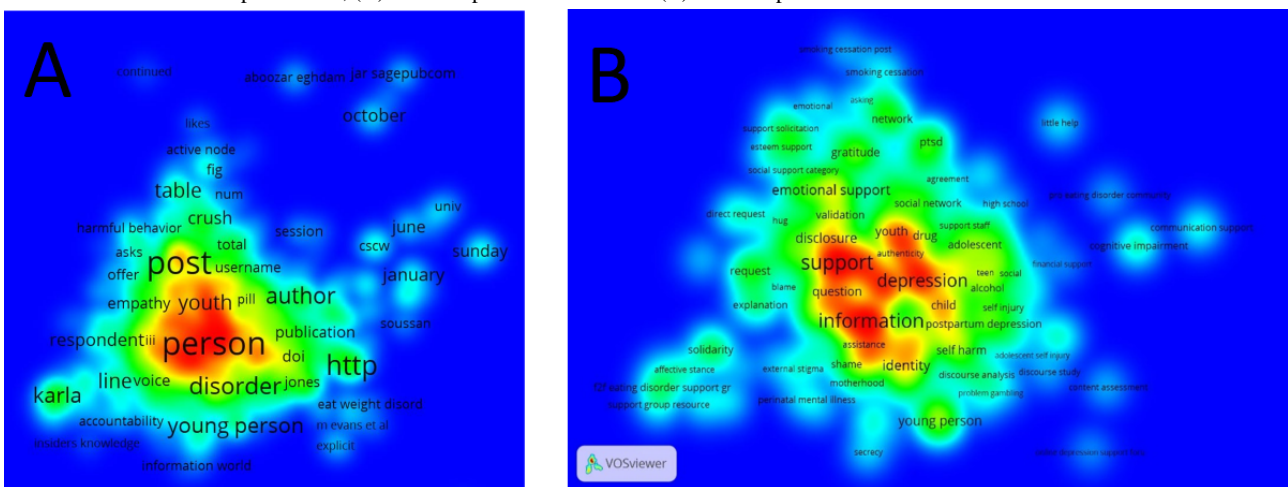 A
continued
aboozar eghdam
jar sagepubcom
october
likes
active node
fig
table
num
univ
harmful behavior
crush
session
june
asks
total
cscw
sunday
offer
post
username
january
empathy
youth
pill
author
soussan
respondent
iii
person
publication
doi
http
line
voice
disorder
jones
karla
eat weight disord
accountability
young person
m evans et al
insiders knowledge
explicit
information world
B
smoking cessation post
smoking cessation
emotional
asking
network
little help
support solicitation
ptsd
esteem support
gratitude
social support category
agreement
emotional support
pro eating disorder community
social network
high school
direct request
hug
validation
support staff
communication support
disclosure
youth
drug
adolescent
cognitive impairment
authenticity
support
financial support
request
depression
teen
social
blame
question
alcohol
explanation
child
self injury
information
postpartum depression
assistance
solidarity
self harm
adolescent self injury
affective stance
external stigma
shame
identity
discourse analysis
discourse study
motherhood
content assessment
support group resource
perinatal mental illness
problem gambling
young person
secrecy
VOSviewer